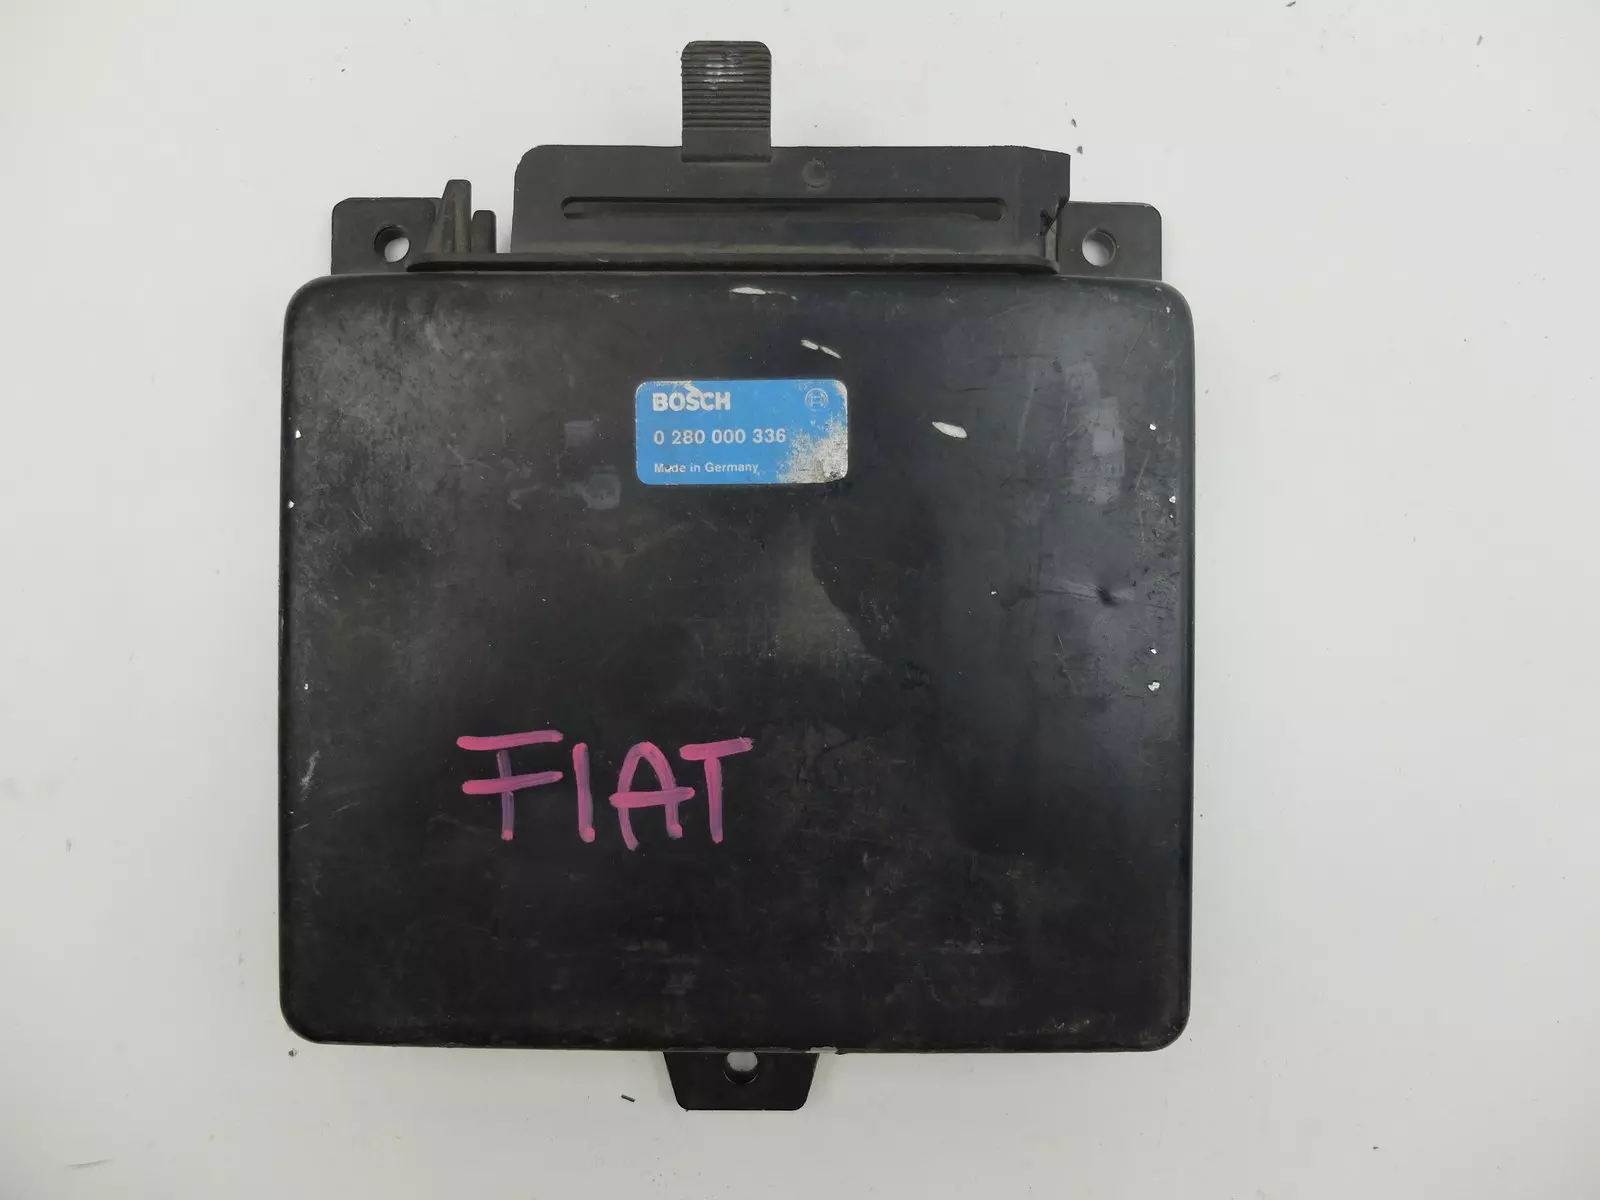 BOSCH
0 280 000 336
Made in Germany
FIAT